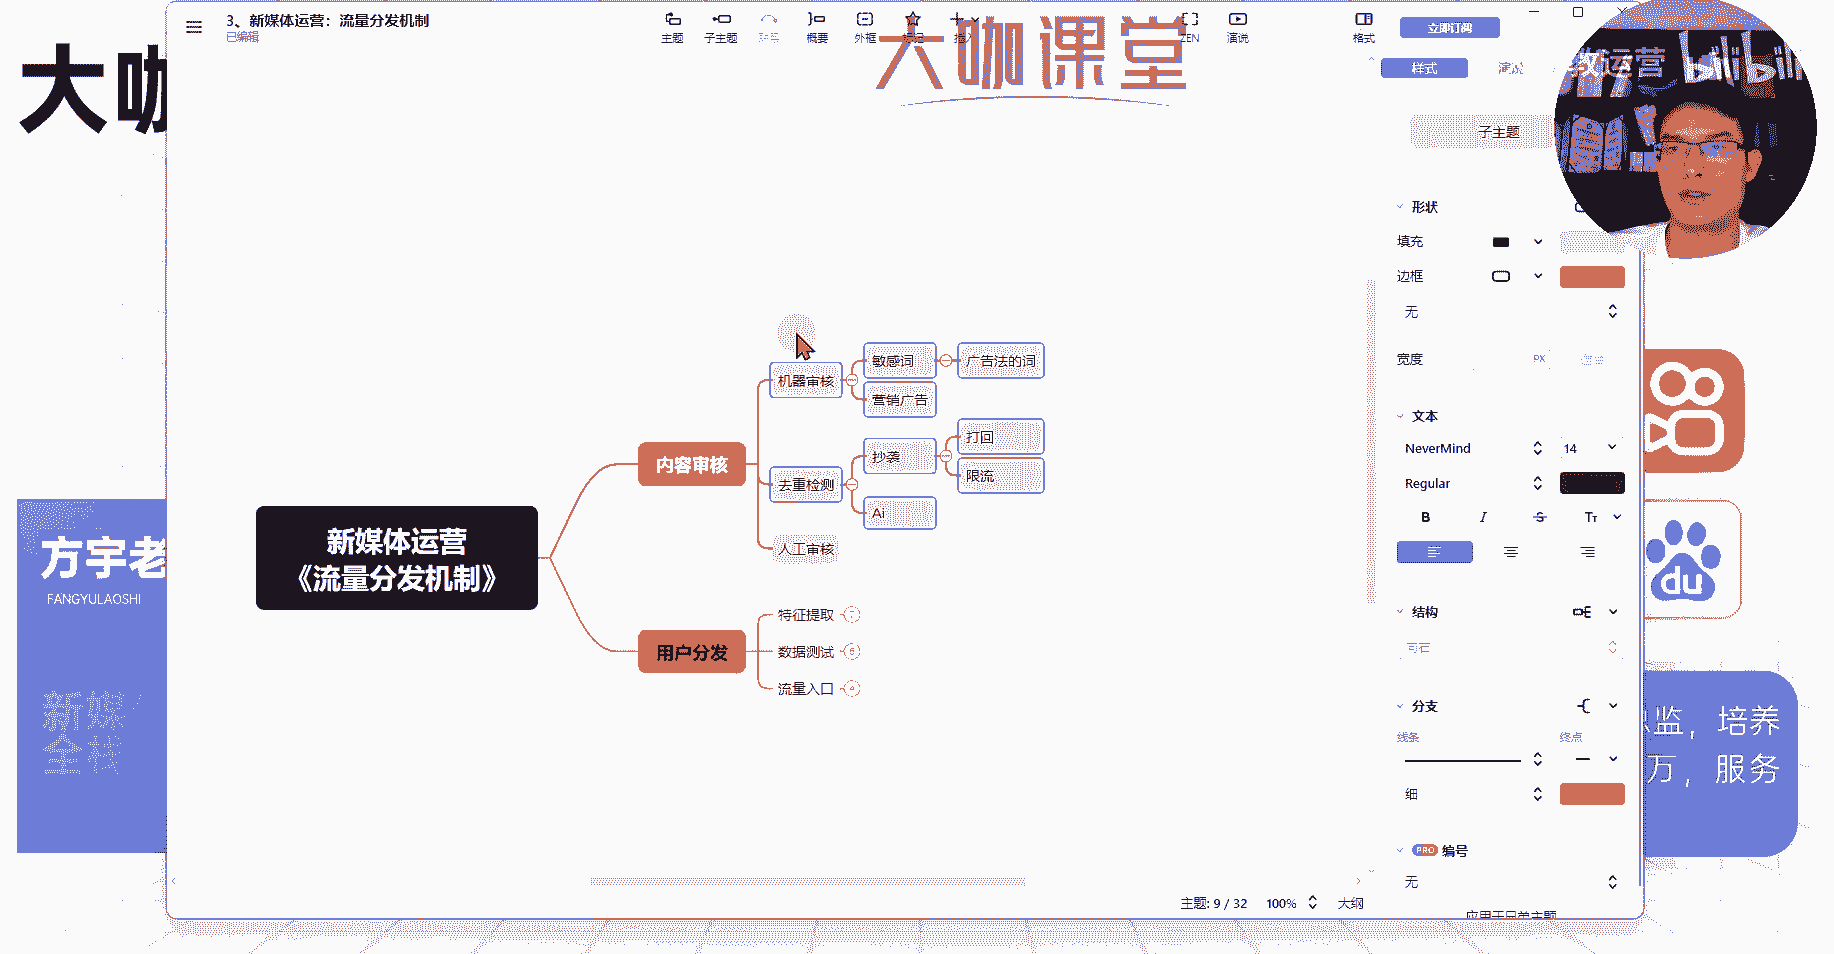 3、新媒体运营：流量分发机制
已编辑
主题
子主题
概要
外框
标记
插入
ZEN
演说
格式
立即订阅
大咖课堂
大咖
样式
演说
教运营
bilibili
子主题
形状
填充
边框
无
宽度
PX
文本
NeverMind
14
Regular
B
I
S
TT
结构
分支
线条
终点
细
PRO 编号
无
应用于兄弟主题
新媒体运营
《流量分发机制》
内容审核
机器审核
敏感词
广告法的词
营销广告
去重检测
抄袭
打回
限流
Ai
人工审核
用户分发
特征提取
数据测试
流量入口
主题: 9 / 32
100%
大纲
方宇老
FANGYULAOSHI
新媒
全栈
du
监，培养
万，服务